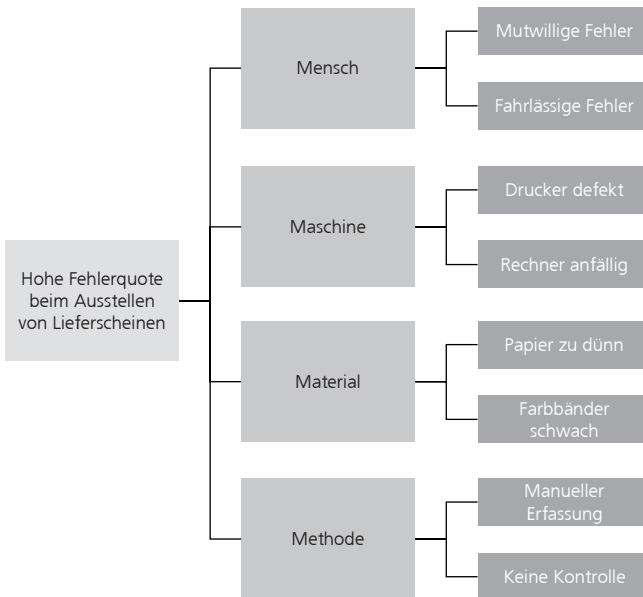 Hohe Fehlerquote
beim Ausstellen
von Lieferscheinen
Mensch
Mutwillige Fehler
Fahrlässige Fehler
Maschine
Drucker defekt
Rechner anfällig
Material
Papier zu dünn
Farbbänder
schwach
Methode
Manueller
Erfassung
Keine Kontrolle